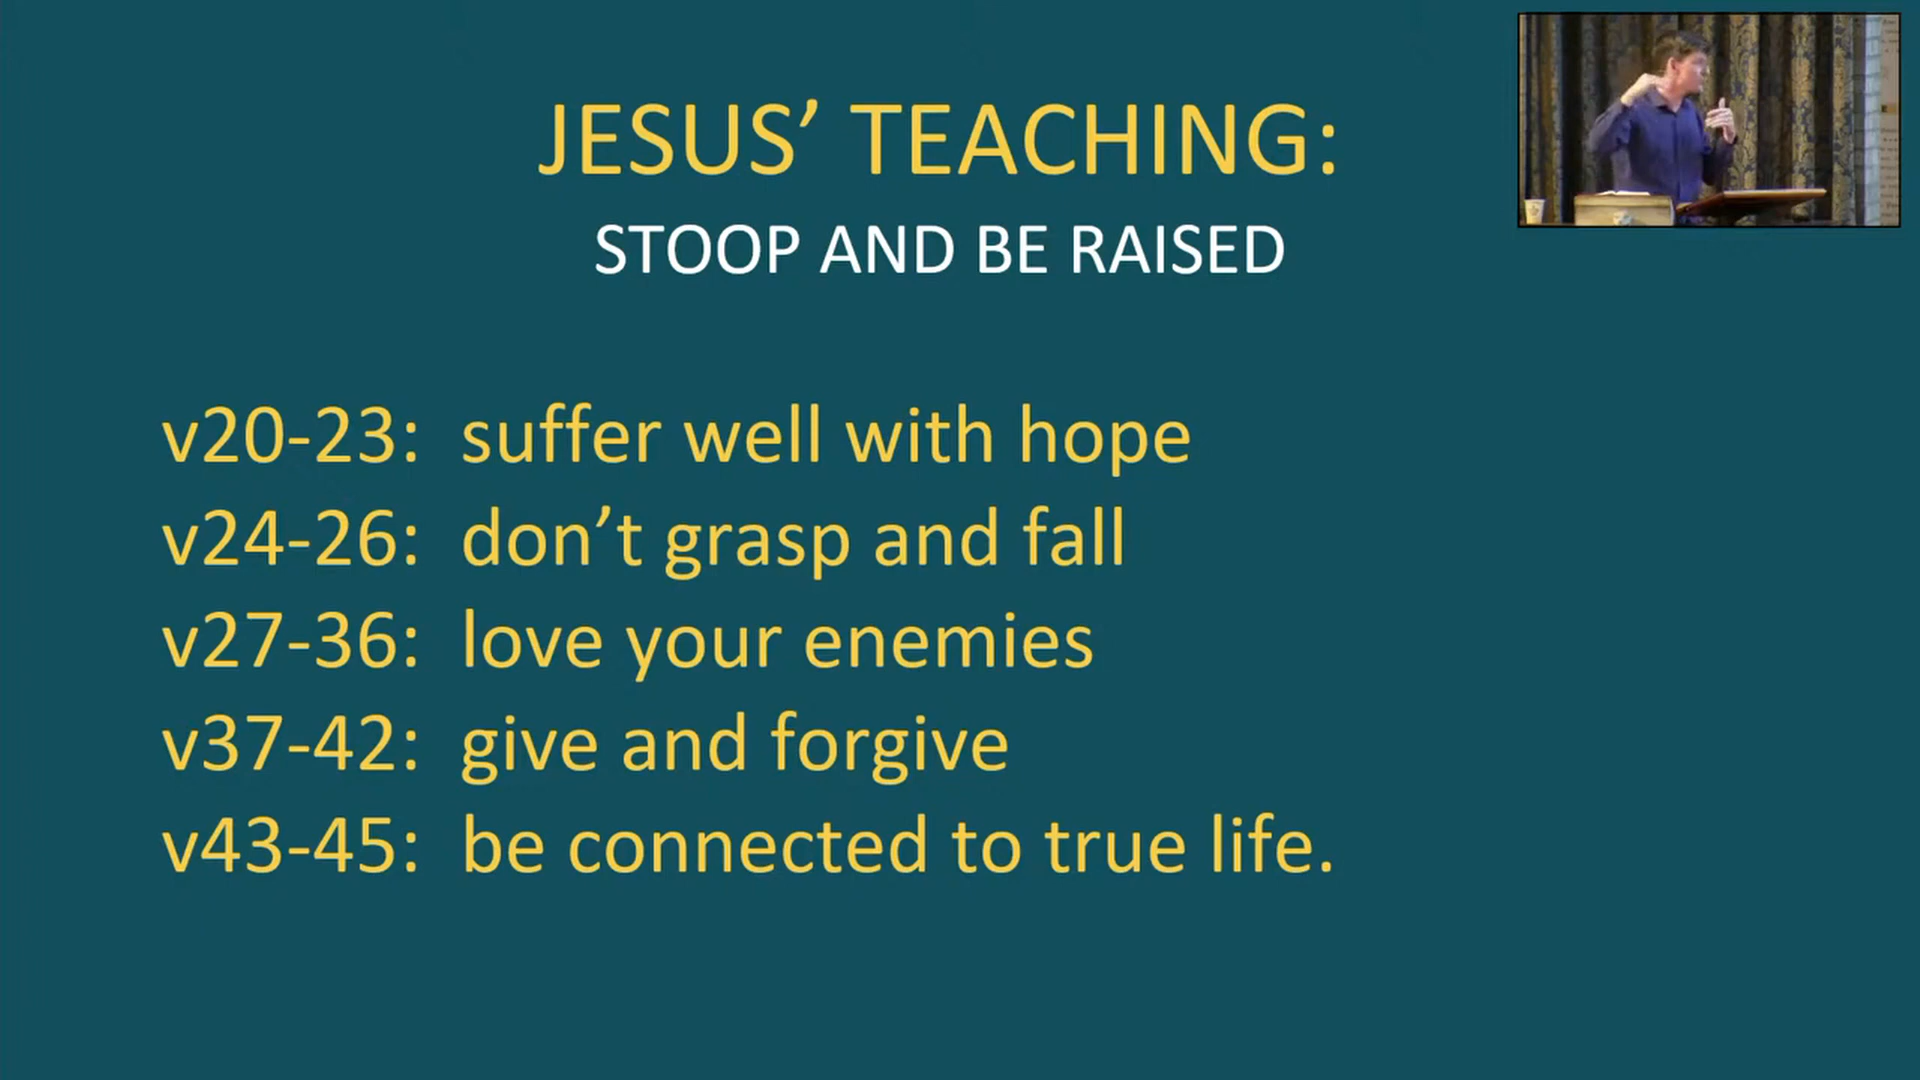 JESUS’ TEACHING:
STOOP AND BE RAISED
v20-23: suffer well with hope
v24-26: don’t grasp and fall
v27-36: love your enemies
v37-42: give and forgive
v43-45: be connected to true life.